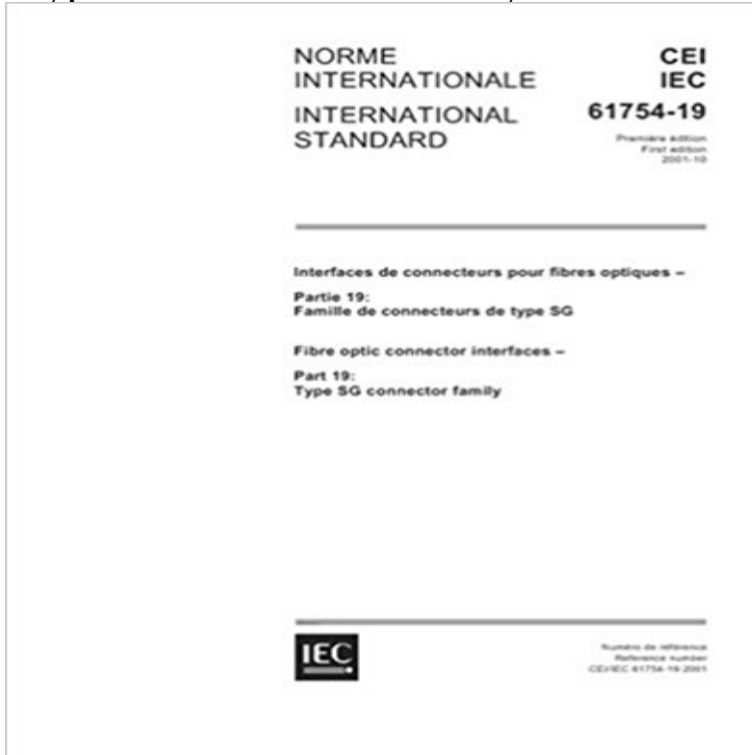 NORME
INTERNATIONALE
INTERNATIONAL
STANDARD
CEI
IEC
61754-19
Première édition
First edition
2001-10
Interfaces de connecteurs pour fibres optiques –
Partie 19:
Famille de connecteurs de type SG
Fibre optic connector interfaces –
Part 19:
Type SG connector family
IEC
Numéro de référence
Reference number
CEI/IEC 61754-19:2001